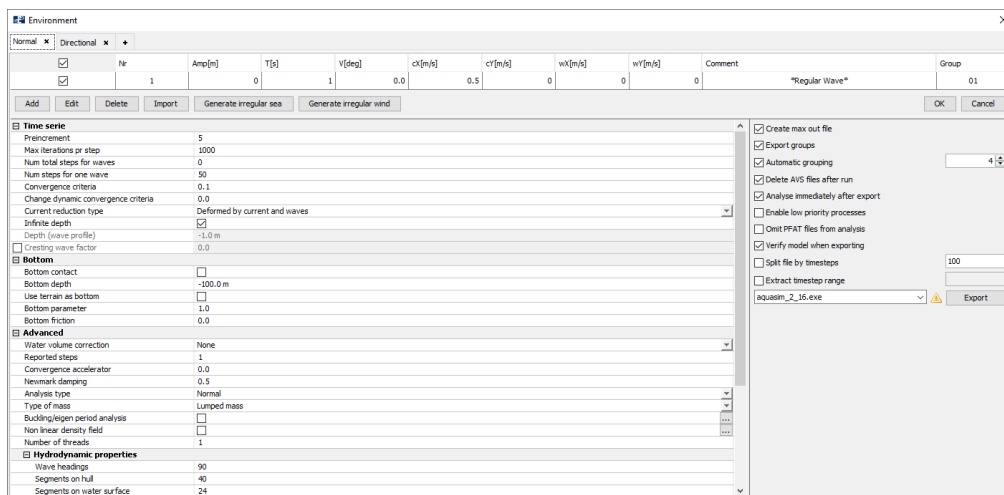 Environment
Normal Directional +
Nr Amp[m] T[s] V[deg] cX[m/s] cY[m/s] wX[m/s] wY[m/s] Comment Group
1 0 1 0.0 0.5 0 0 0 *Regular Wave* 01
Add Edit Delete Import Generate irregular sea Generate irregular wind OK Cancel
Time serie
Preincrement 5
Max iterations pr step 1000
Num total steps for waves 0
Num steps for one wave 50
Convergence criteria 0.1
Change dynamic convergence criteria 0.0
Current reduction type Deformed by current and waves
Infinite depth
Depth (wave profile) -1.0 m
Cresting wave factor 0.0
Bottom
Bottom contact
Bottom depth -100.0 m
Use terrain as bottom
Bottom parameter 1.0
Bottom friction 0.0
Advanced
Water volume correction None
Reported steps 1
Convergence accelerator 0.0
Newmark damping 0.5
Analysis type Normal
Type of mass Lumped mass
Buckling/eigen period analysis ...
Non linear density field ...
Number of threads 1
Hydrodynamic properties
Wave headings 90
Segments on hull 40
Segments on water surface 24
Create max out file
Export groups
Automatic grouping 4
Delete AVS files after run
Analyse immediately after export
Enable low priority processes
Omit PFAT files from analysis
Verify model when exporting
Split file by timesteps 100
Extract timestep range
aquasim_2_16.exe Export